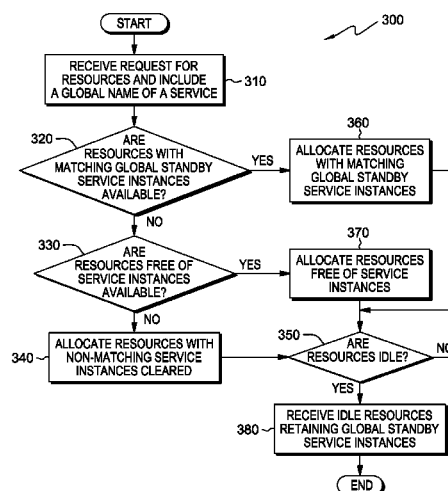 START
300
RECEIVE REQUEST FOR
RESOURCES AND INCLUDE
A GLOBAL NAME OF A SERVICE
310
320
ARE
RESOURCES WITH
MATCHING GLOBAL STANDBY
SERVICE INSTANCES
AVAILABLE?
YES
360
ALLOCATE RESOURCES
WITH MATCHING
GLOBAL STANDBY
SERVICE INSTANCES
NO
330
ARE
RESOURCES FREE OF
SERVICE INSTANCES
AVAILABLE?
YES
370
ALLOCATE RESOURCES
FREE OF SERVICE
INSTANCES
NO
340
ALLOCATE RESOURCES WITH
NON-MATCHING SERVICE
INSTANCES CLEARED
350
ARE
RESOURCES IDLE?
NO
YES
380
RECEIVE IDLE RESOURCES
RETAINING GLOBAL STANDBY
SERVICE INSTANCES
END